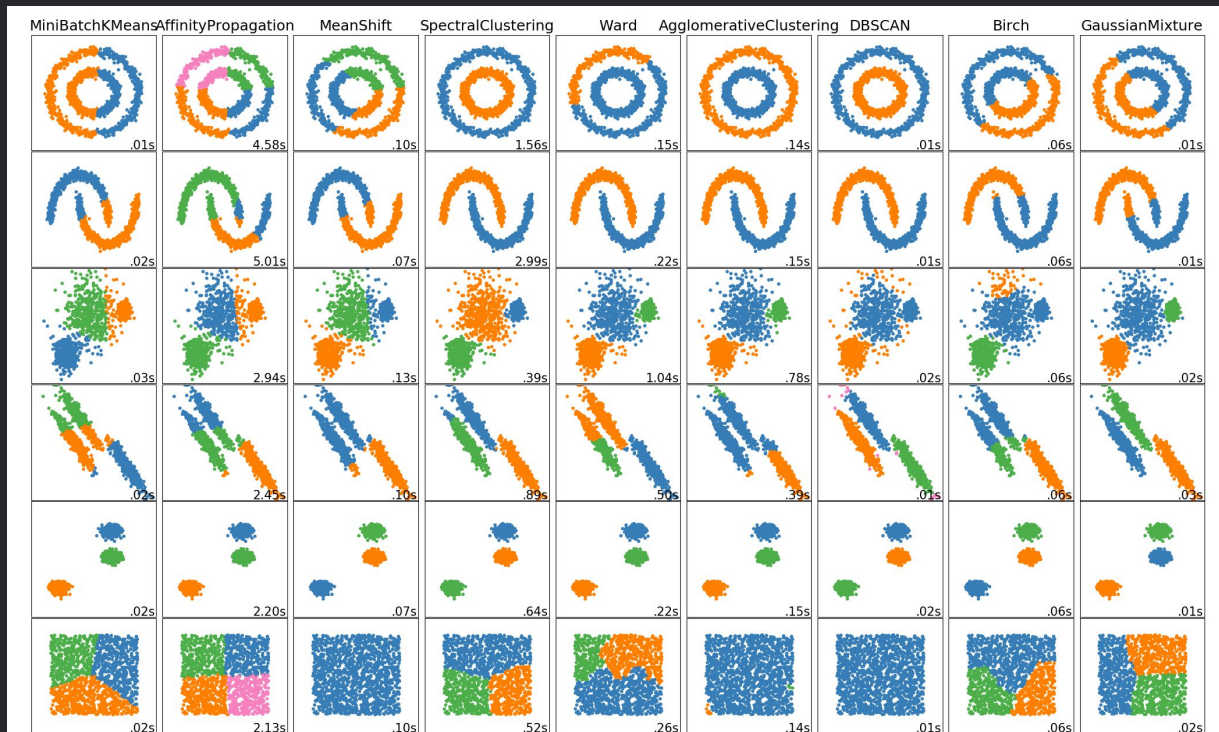 MiniBatchKMeans AffinityPropagation MeanShift SpectralClustering Ward AgglomerativeClustering DBSCAN Birch GaussianMixture
.01s 4.58s .10s 1.56s .15s .14s .01s .06s .01s
.02s 5.01s .07s 2.99s .22s .15s .01s .06s .01s
.03s 2.94s .13s .39s 1.04s .78s .02s .06s .02s
.02s 2.45s .10s .89s .50s .39s .01s .06s .03s
.02s 2.20s .07s .64s .22s .15s .02s .06s .01s
.02s 2.13s .10s .52s .26s .14s .01s .06s .02s